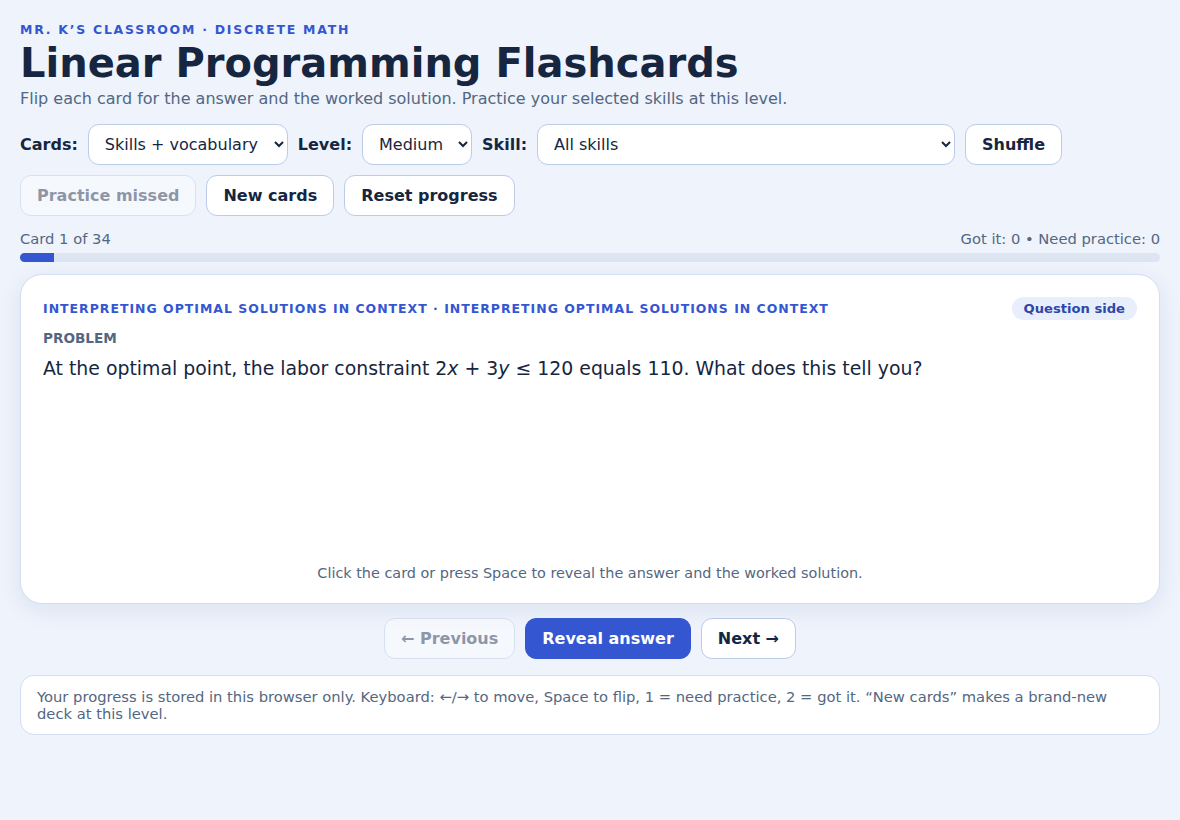 MR. K’S CLASSROOM · DISCRETE MATH
Linear Programming Flashcards
Flip each card for the answer and the worked solution. Practice your selected skills at this level.
Cards: Skills + vocabulary Level: Medium Skill: All skills Shuffle
Practice missed New cards Reset progress
Card 1 of 34 Got it: 0 • Need practice: 0
INTERPRETING OPTIMAL SOLUTIONS IN CONTEXT · INTERPRETING OPTIMAL SOLUTIONS IN CONTEXT Question side
PROBLEM
At the optimal point, the labor constraint 2x + 3y ≤ 120 equals 110. What does this tell you?
Click the card or press Space to reveal the answer and the worked solution.
← Previous Reveal answer Next →
Your progress is stored in this browser only. Keyboard: ←/→ to move, Space to flip, 1 = need practice, 2 = got it. “New cards” makes a brand-new
deck at this level.